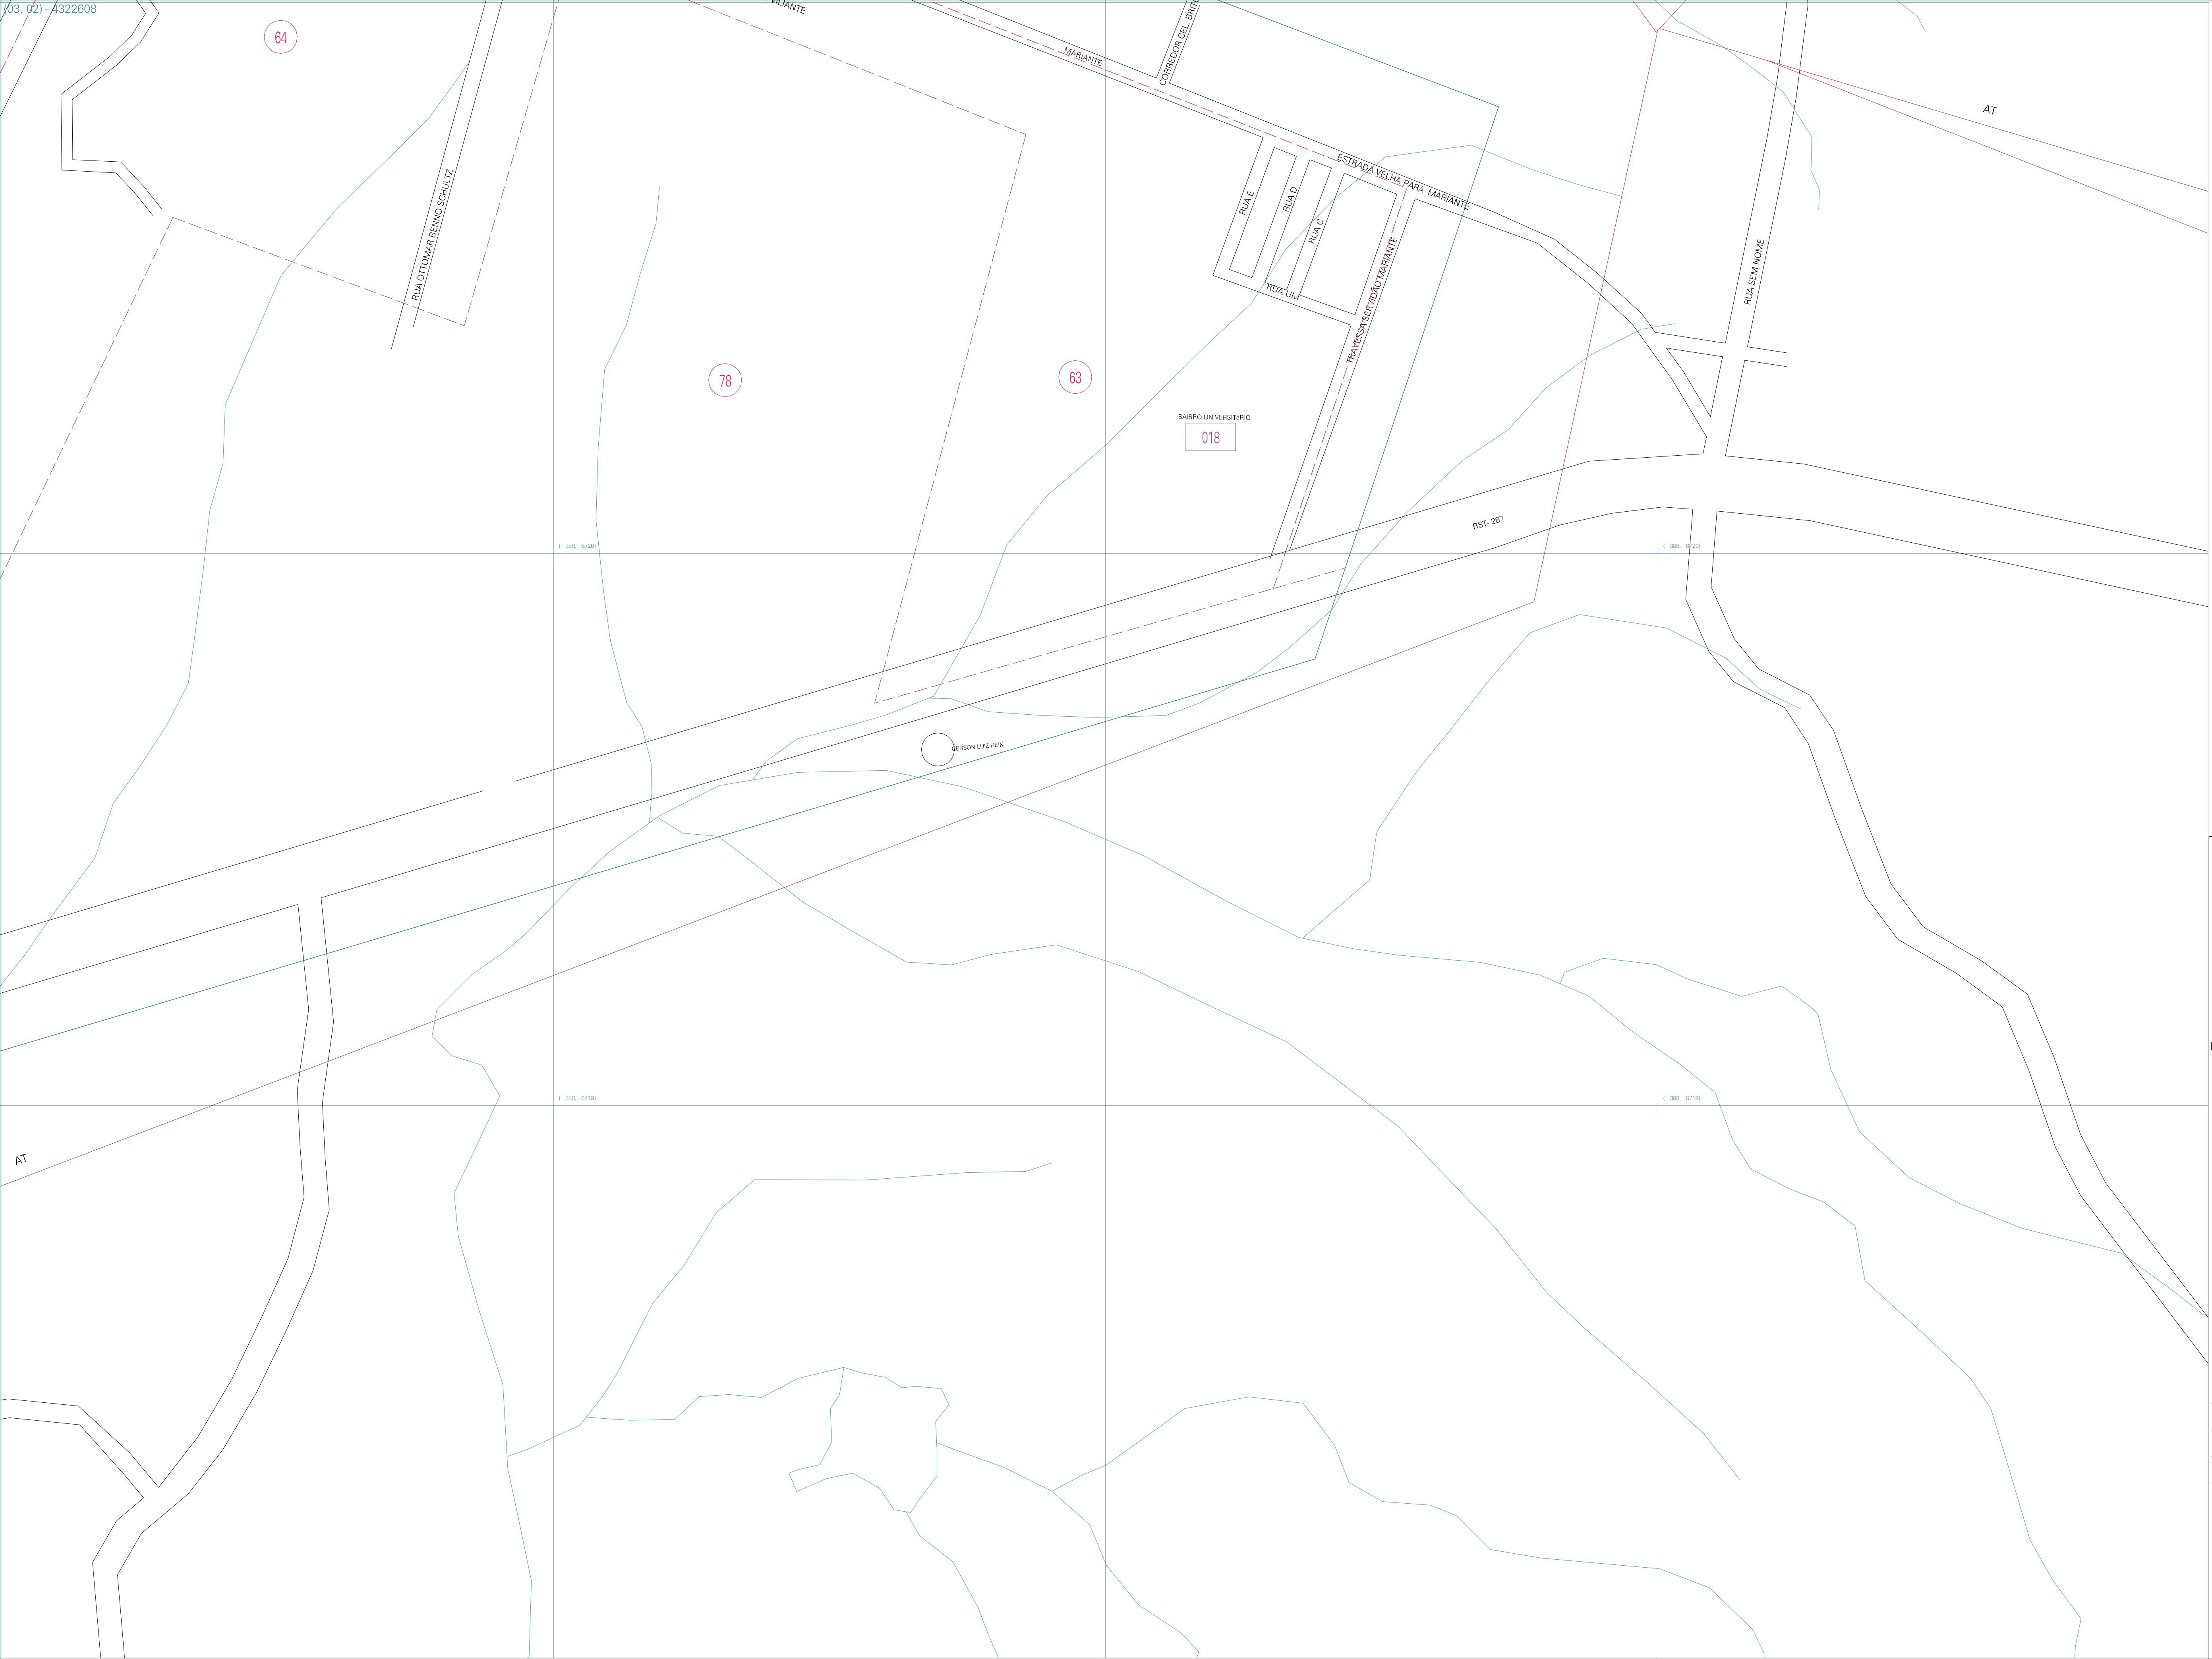 (03, 02) - 4322608
64
MARIANTE
CORREDOR CEL. BRITO
AT
ESTRADA VELHA PARA MARIANTE
RUA E
RUA D
RUA C
RUA UM
RUA OTTOMAR BENNO SCHULTZ
TRAVESSA SERVIDÃO MARIANTE
RUA SEM NOME
78
63
BAIRRO UNIVERSITáRIO
018
RST- 287
( 388, 6720)
GERSON LUIZ HEIN
AT